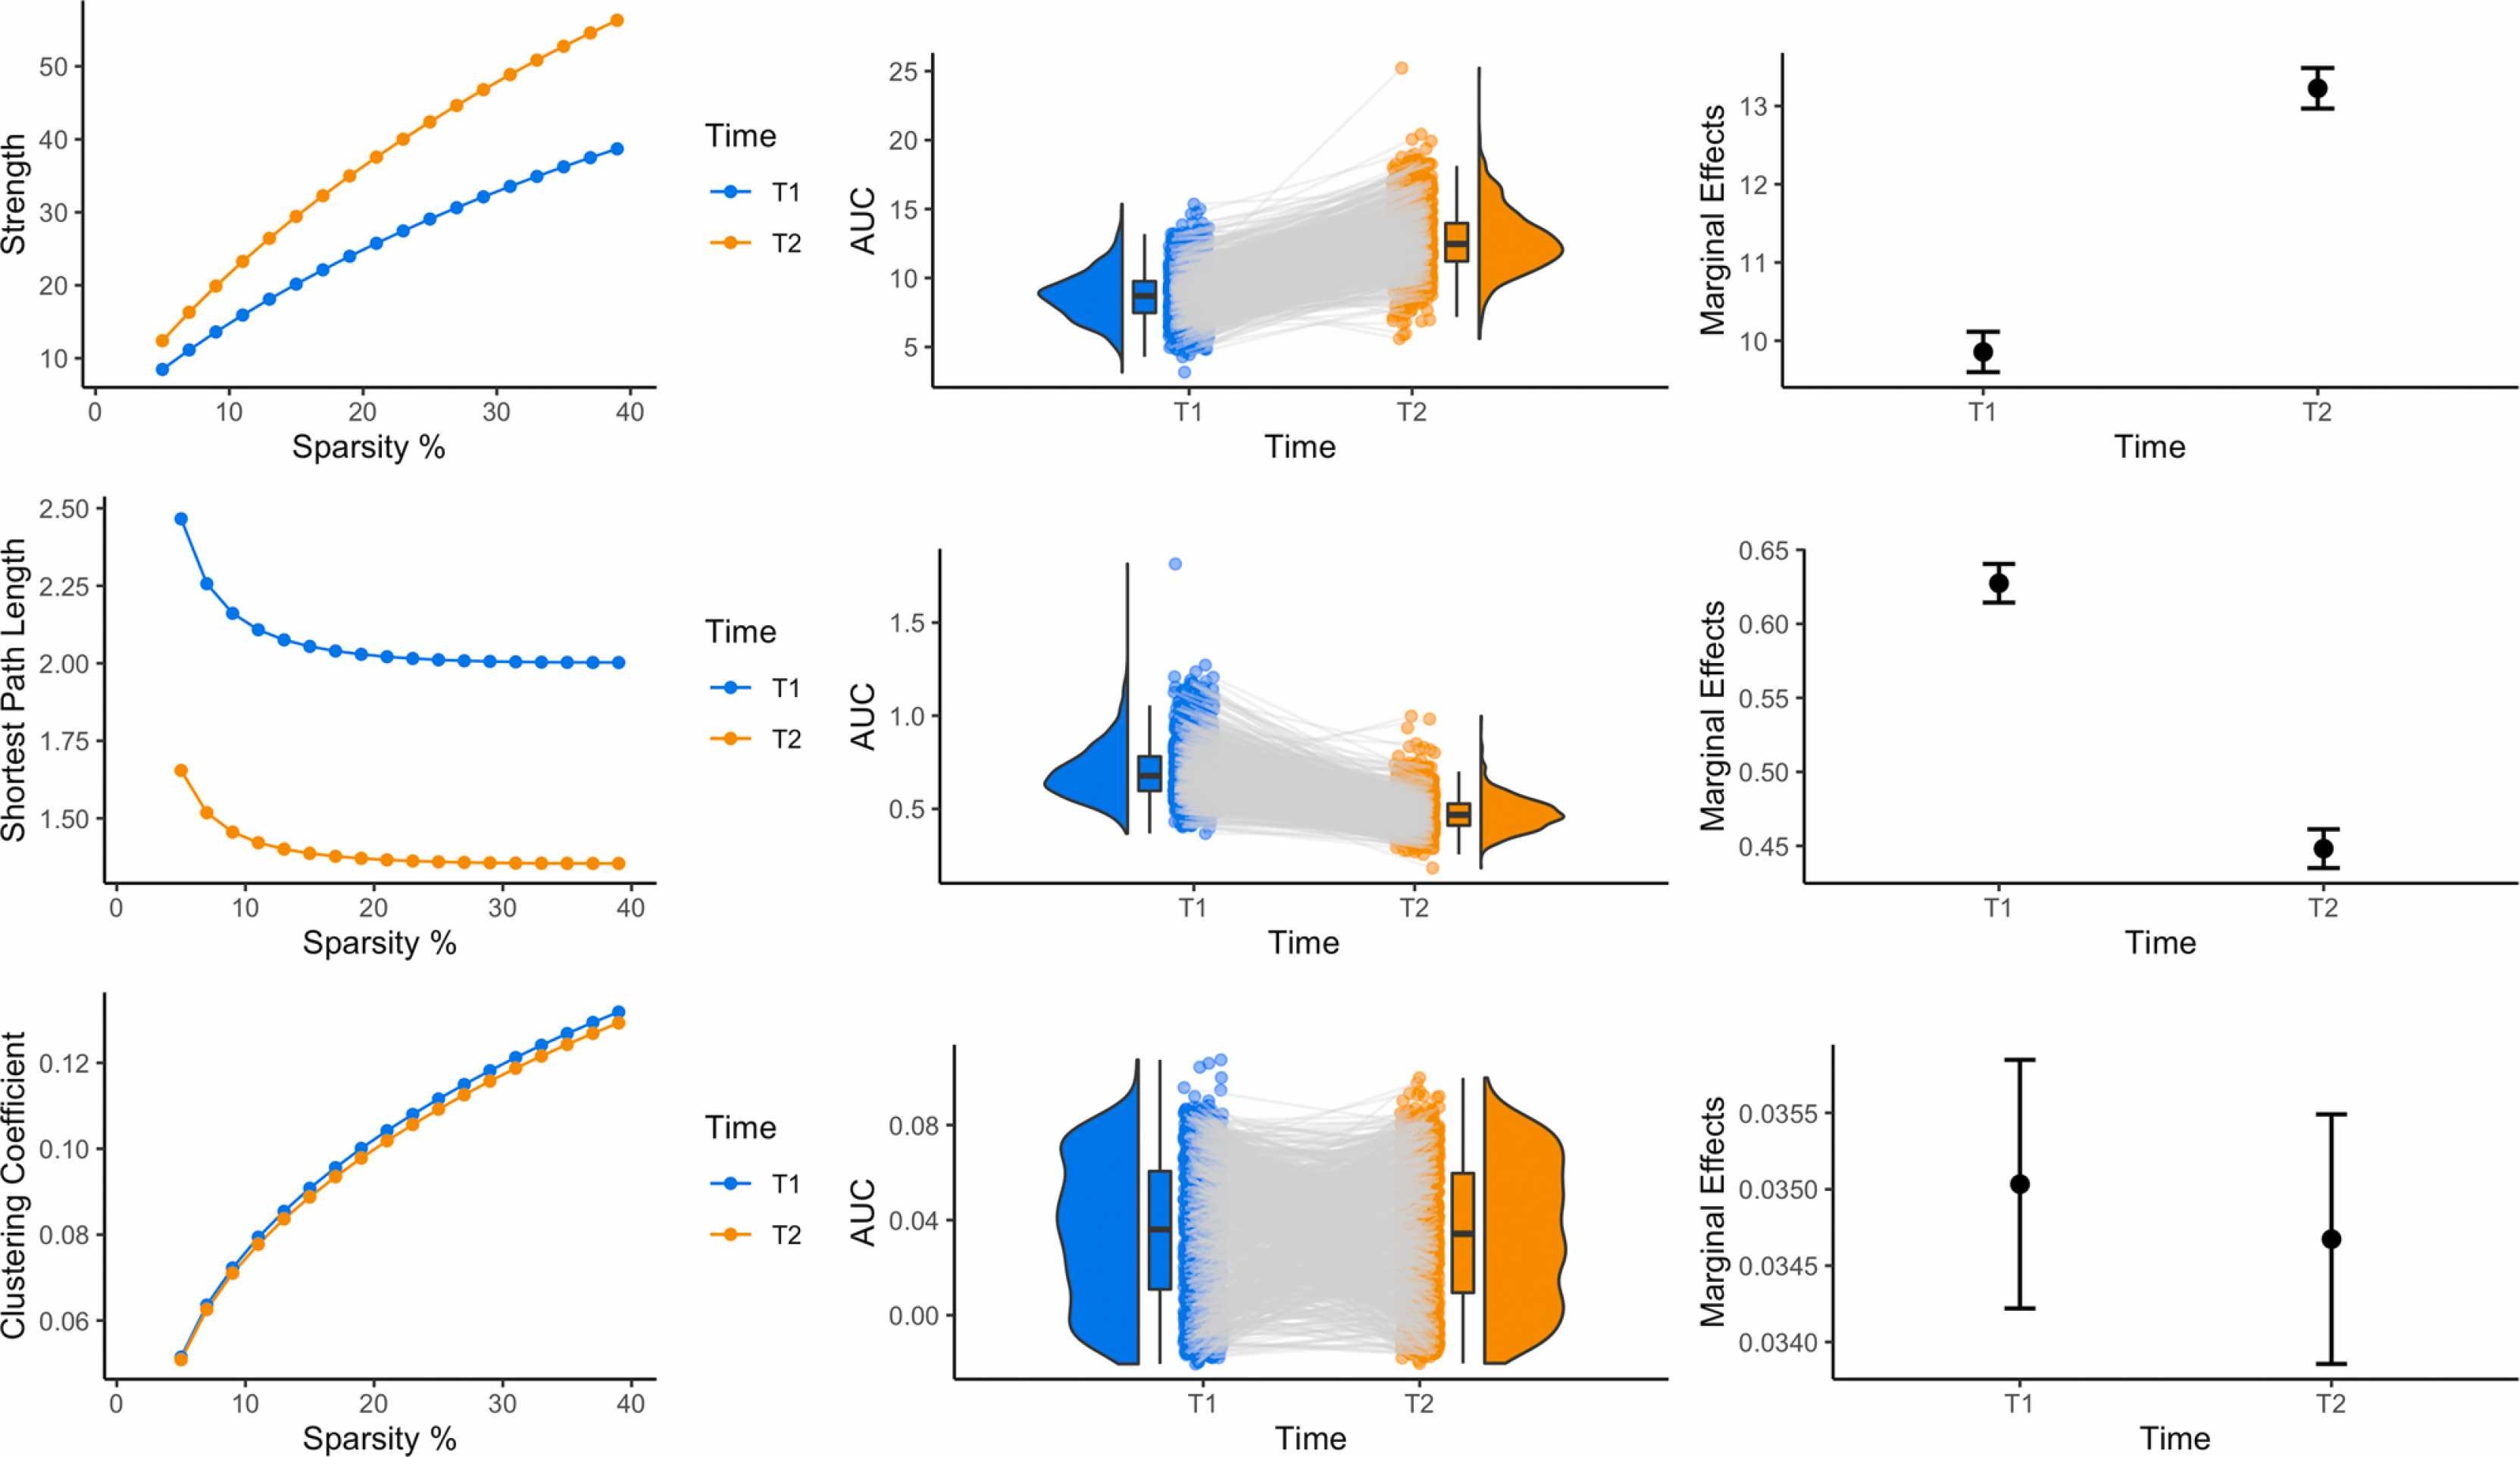 Strength
50
40
30
20
10
0 10 20 30 40
Sparsity %
Time
T1
T2
AUC
25
20
15
10
5
T1 T2
Time
Marginal Effects
13
12
11
10
T1 T2
Time
Shortest Path Length
2.50
2.25
2.00
1.75
1.50
0 10 20 30 40
Sparsity %
Time
T1
T2
AUC
1.5
1.0
0.5
T1 T2
Time
Marginal Effects
0.65
0.60
0.55
0.50
0.45
T1 T2
Time
Clustering Coefficient
0.12
0.10
0.08
0.06
0 10 20 30 40
Sparsity %
Time
T1
T2
AUC
0.08
0.04
0.00
T1 T2
Time
Marginal Effects
0.0355
0.0350
0.0345
0.0340
T1 T2
Time